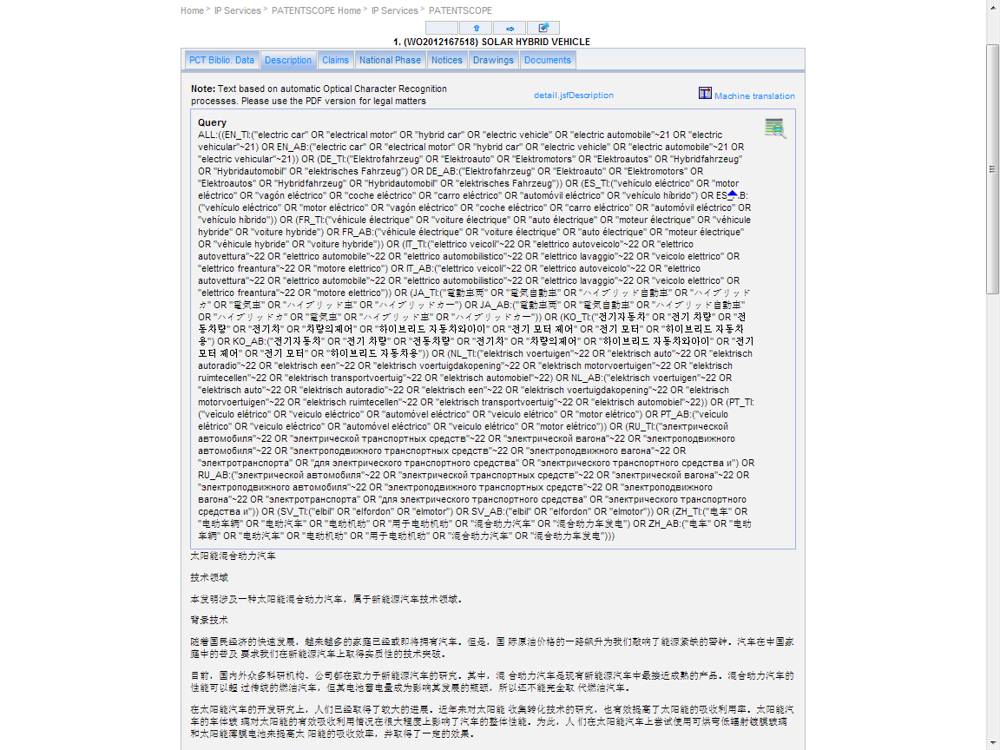 Home > IP Services > PATENTSCOPE Home > IP Services > PATENTSCOPE
1. (WO2012167518) SOLAR HYBRID VEHICLE
PCT Biblio. Data Description Claims National Phase Notices Drawings Documents
Note: Text based on automatic Optical Character Recognition
processes. Please use the PDF version for legal matters
detail.jsfDescription
Machine translation
Query
ALL:((EN_TI:("electric car" OR "electrical motor" OR "hybrid car" OR "electric vehicle" OR "electric automobile"~21 OR "electric
vehicular"~21) OR EN_AB:("electric car" OR "electrical motor" OR "hybrid car" OR "electric vehicle" OR "electric automobile"~21 OR
"electric vehicular"~21)) OR (DE_TI:("Elektrofahrzeug" OR "Elektroauto" OR "Elektromotors" OR "Elektroautos" OR "Hybridfahrzeug"
OR "Hybridautomobil" OR "elektrisches Fahrzeug") OR DE_AB:("Elektrofahrzeug" OR "Elektroauto" OR "Elektromotors" OR
"Elektroautos" OR "Hybridfahrzeug" OR "Hybridautomobil" OR "elektrisches Fahrzeug")) OR (ES_TI:("vehículo eléctrico" OR "motor
eléctrico" OR "vagón eléctrico" OR "coche eléctrico" OR "carro eléctrico" OR "automóvil eléctrico" OR "vehículo híbrido") OR ES_AB:
("vehículo eléctrico" OR "motor eléctrico" OR "vagón eléctrico" OR "coche eléctrico" OR "carro eléctrico" OR "automóvil eléctrico" OR
"vehículo híbrido")) OR (FR_TI:("véhicule électrique" OR "voiture électrique" OR "auto électrique" OR "moteur électrique" OR "véhicule
hybride" OR "voiture hybride") OR FR_AB:("véhicule électrique" OR "voiture électrique" OR "auto électrique" OR "moteur électrique"
OR "véhicule hybride" OR "voiture hybride")) OR (IT_TI:("elettrico veicoli"~22 OR "elettrico autoveicolo"~22 OR "elettrico
autovettura"~22 OR "elettrico automobile"~22 OR "elettrico automobilistico"~22 OR "elettrico lavaggio"~22 OR "veicolo elettrico" OR
"elettrico freantura"~22 OR "motore elettrico") OR IT_AB:("elettrico veicoli"~22 OR "elettrico autoveicolo"~22 OR "elettrico
autovettura"~22 OR "elettrico automobile"~22 OR "elettrico automobilistico"~22 OR "elettrico lavaggio"~22 OR "veicolo elettrico" OR
"elettrico freantura"~22 OR "motore elettrico")) OR (JA_TI:("電動車両" OR "電気自動車" OR "ハイブリッド自動車" OR "ハイブリッド
カ" OR "電気車" OR "ハイブリッド車" OR "ハイブリッドカー") OR JA_AB:("電動車両" OR "電気自動車" OR "ハイブリッド自動車"
OR "ハイブリッドカ" OR "電気車" OR "ハイブリッド車" OR "ハイブリッドカー")) OR (KO_TI:("전기자동차" OR "전기 차량" OR "전
동차량" OR "전기차" OR "차량의제어" OR "하이브리드 자동차와아이" OR "전기 모터 제어" OR "전기 모터" OR "하이브리드 자동차
용") OR KO_AB:("전기자동차" OR "전기 차량" OR "전동차량" OR "전기차" OR "차량의제어" OR "하이브리드 자동차와아이" OR "전기
모터 제어" OR "전기 모터" OR "하이브리드 자동차용")) OR (NL_TI:("elektrisch voertuigen"~22 OR "elektrisch auto"~22 OR "elektrisch
autoradio"~22 OR "elektrisch een"~22 OR "elektrisch voertuigdakopening"~22 OR "elektrisch motorvoertuigen"~22 OR "elektrisch
ruimtecellen"~22 OR "elektrisch transportvoertuig"~22 OR "elektrisch automobiel"~22) OR NL_AB:("elektrisch voertuigen"~22 OR
"elektrisch auto"~22 OR "elektrisch autoradio"~22 OR "elektrisch een"~22 OR "elektrisch voertuigdakopening"~22 OR "elektrisch
motorvoertuigen"~22 OR "elektrisch ruimtecellen"~22 OR "elektrisch transportvoertuig"~22 OR "elektrisch automobiel"~22)) OR (PT_TI:
("veìculo elétrico" OR "veiculo eléctrico" OR "automóvel eléctrico" OR "veiculo elétrico" OR "motor elétrico") OR PT_AB:("veìculo
elétrico" OR "veiculo eléctrico" OR "automóvel eléctrico" OR "veiculo elétrico" OR "motor elétrico")) OR (RU_TI:("электрической
автомобиля"~22 OR "электрической транспортных средств"~22 OR "электрической вагона"~22 OR "электроподвижного
автомобиля"~22 OR "электроподвижного транспортных средств"~22 OR "электроподвижного вагона"~22 OR
"электротранспорта" OR "для электрического транспортного средства" OR "электрического транспортного средства и") OR
RU_AB:("электрической автомобиля"~22 OR "электрической транспортных средств"~22 OR "электрической вагона"~22 OR
"электроподвижного автомобиля"~22 OR "электроподвижного транспортных средств"~22 OR "электроподвижного
вагона"~22 OR "электротранспорта" OR "для электрического транспортного средства" OR "электрического транспортного
средства и")) OR (SV_TI:("elbil" OR "elfordon" OR "elmotor") OR SV_AB:("elbil" OR "elfordon" OR "elmotor")) OR (ZH_TI:("电车" OR
"电动车辆" OR "电动汽车" OR "电动机动" OR "用于电动机动" OR "混合动力汽车" OR "混合动力车发电") OR ZH_AB:("电车" OR "电动
车辆" OR "电动汽车" OR "电动机动" OR "用于电动机动" OR "混合动力汽车" OR "混合动力车发电")))
太阳能混合动力汽车
技术领域
本发明涉及一种太阳能混合动力汽车，属于新能源汽车技术领域。
背景技术
随着国民经济的快速发展，越来越多的家庭已经或即将拥有汽车。但是，国 际原油价格的一路飙升为我们敲响了能源紧缺的警钟。汽车在中国家
庭中的普及 要求我们在新能源汽车上取得实质性的技术突破。
目前，国内外众多科研机构、公司都在致力于新能源汽车的研究。其中，混 合动力汽车是现有新能源汽车中最接近成熟的产品。混合动力汽车的
性能可以超 过传统的燃油汽车，但其电池蓄电量成为影响其发展的瓶颈，所以还不能完全取 代燃油汽车。
在太阳能汽车的开发研究上，人们已经取得了较大的进展。近年来对太阳能 收集转化技术的研究，也有效提高了太阳能的吸收利用率。太阳能汽
车的车体玻 璃对太阳能的有效吸收利用情况在很大程度上影响了汽车的整体性能。为此，人 们在太阳能汽车上尝试使用可烘弯低辐射镀膜玻璃
和太阳能薄膜电池来提高太 阳能的吸收效率，并取得了一定的效果。